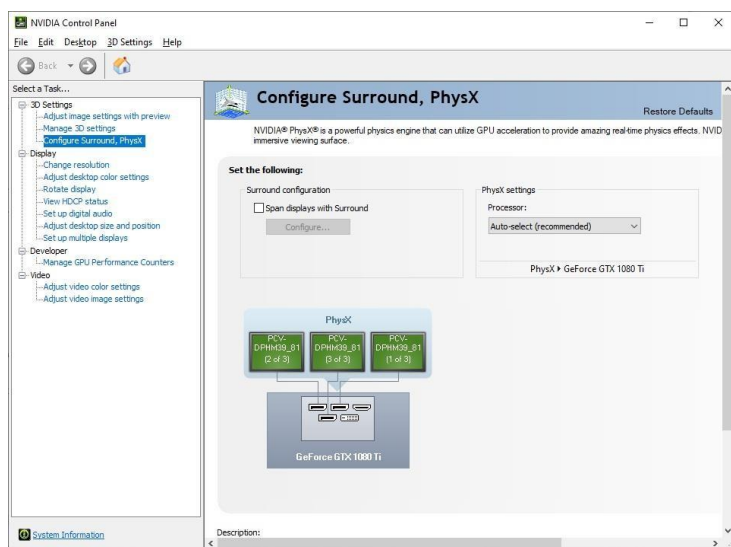 NVIDIA Control Panel
File Edit Desktop 3D Settings Help
Back
Select a Task...
3D Settings
Adjust image settings with preview
Manage 3D settings
Configure Surround, PhysX
Display
Change resolution
Adjust desktop color settings
Rotate display
View HDCP status
Set up digital audio
Adjust desktop size and position
Set up multiple displays
Developer
Manage GPU Performance Counters
Video
Adjust video color settings
Adjust video image settings
System Information
Configure Surround, PhysX
Restore Defaults
NVIDIA® PhysX® is a powerful physics engine that can utilize GPU acceleration to provide amazing real-time physics effects. NVID
immersive viewing surface.
Set the following:
Surround configuration
Span displays with Surround
Configure...
PhysX settings
Processor:
Auto-select (recommended)
PhysX ▸ GeForce GTX 1080 Ti
PhysX
PCV-
DPHM39_81
(2 of 3)
PCV-
DPHM39_81
(3 of 3)
PCV-
DPHM39_81
(1 of 3)
GeForce GTX 1080 Ti
Description: